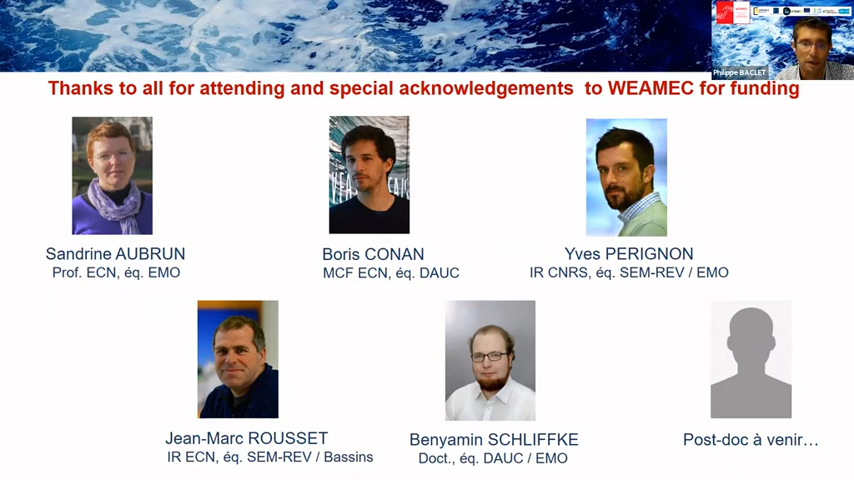 Philippe BACLET
Thanks to all for attending and special acknowledgements to WEAMEC for funding
Sandrine AUBRUN
Prof. ECN, éq. EMO
Boris CONAN
MCF ECN, éq. DAUC
Yves PERIGNON
IR CNRS, éq. SEM-REV / EMO
Jean-Marc ROUSSET
IR ECN, éq. SEM-REV / Bassins
Benyamin SCHLIFFKE
Doct., éq. DAUC / EMO
Post-doc à venir…